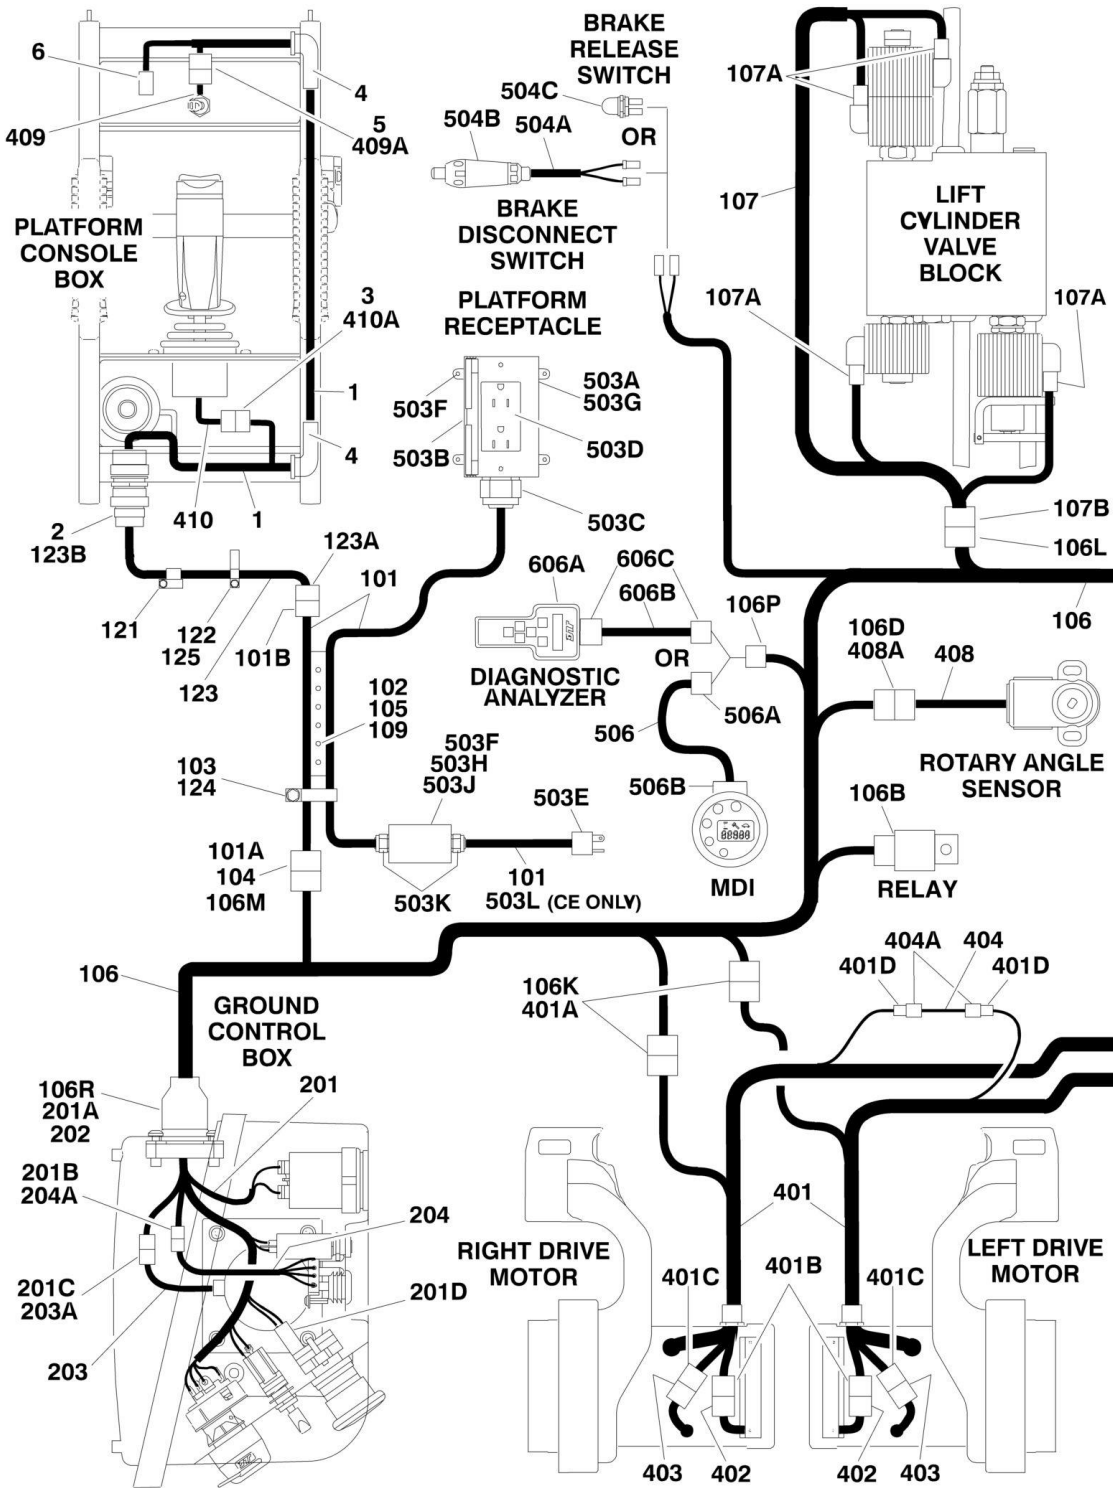 6
409
4
5
409A
PLATFORM
CONSOLE
BOX
3
410A
1
4
410
1
2
123B
BRAKE
RELEASE
SWITCH
504C
504B
504A
OR
BRAKE
DISCONNECT
SWITCH
PLATFORM
RECEPTACLE
503F
503A
503G
503B
503D
503C
107A
107
LIFT
CYLINDER
VALVE
BLOCK
107A
107A
107B
106L
106
123A
101
121
122
125
123
101B
606A
606C
606B
106P
OR
DIAGNOSTIC
ANALYZER
506
506A
506B
MDI
106D
408A
408
ROTARY ANGLE
SENSOR
106B
RELAY
102
105
109
103
124
503F
503H
503J
503E
101A
104
106M
503K
101
503L (CE ONLY)
106
GROUND
CONTROL
BOX
106K
401A
404A
404
401D
401D
106R
201A
202
201
201B
204A
204
201C
203A
201D
203
RIGHT DRIVE
MOTOR
401
LEFT DRIVE
MOTOR
401C
401B
401C
403
402
402
403